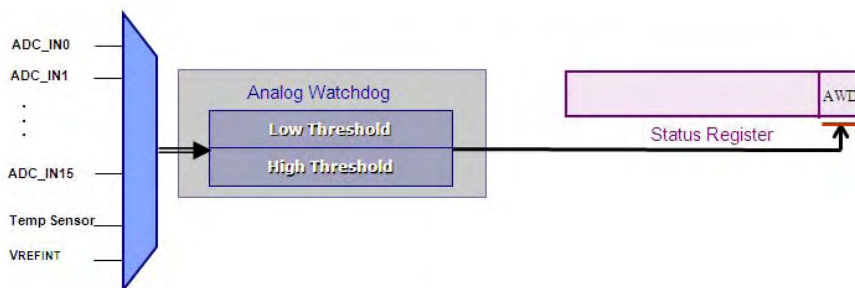 ADC_IN0
ADC_IN1
.
.
.
ADC_IN15
Temp Sensor
VREFINT
Analog Watchdog
Low Threshold
High Threshold
AWD
Status Register